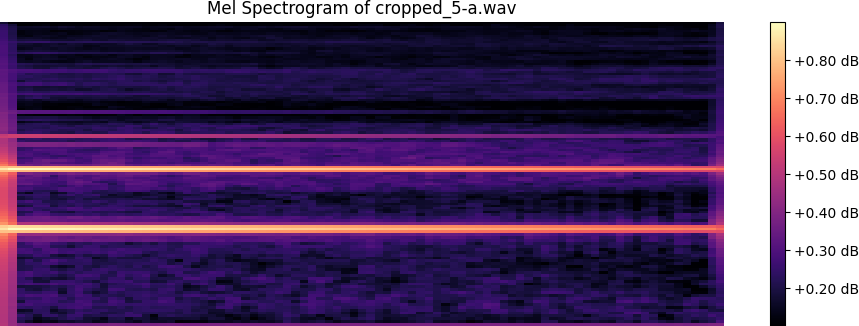 Mel Spectrogram of cropped_5-a.wav
+0.80 dB
+0.70 dB
+0.60 dB
+0.50 dB
+0.40 dB
+0.30 dB
+0.20 dB